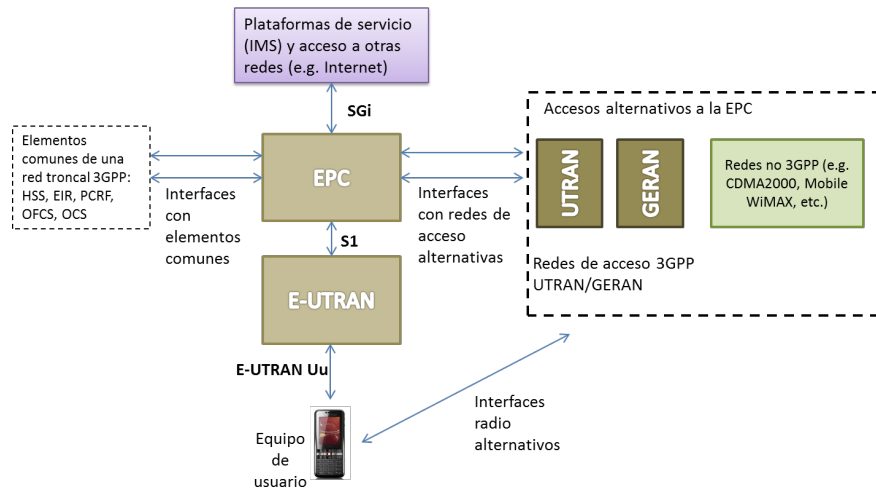 Plataformas de servicio
(IMS) y acceso a otras
redes (e.g. Internet)
SGi
Accesos alternativos a la EPC
Elementos
comunes de una
red troncal 3GPP:
HSS, EIR, PCRF,
OFCS, OCS
EPC
UTRAN
GERAN
Redes no 3GPP (e.g.
CDMA2000, Mobile
WiMAX, etc.)
Interfaces
con
elementos
comunes
Interfaces
con redes de
acceso
alternativas
S1
Redes de acceso 3GPP
UTRAN/GERAN
E-UTRAN
E-UTRAN Uu
Interfaces
radio
alternativos
Equipo
de
usuario